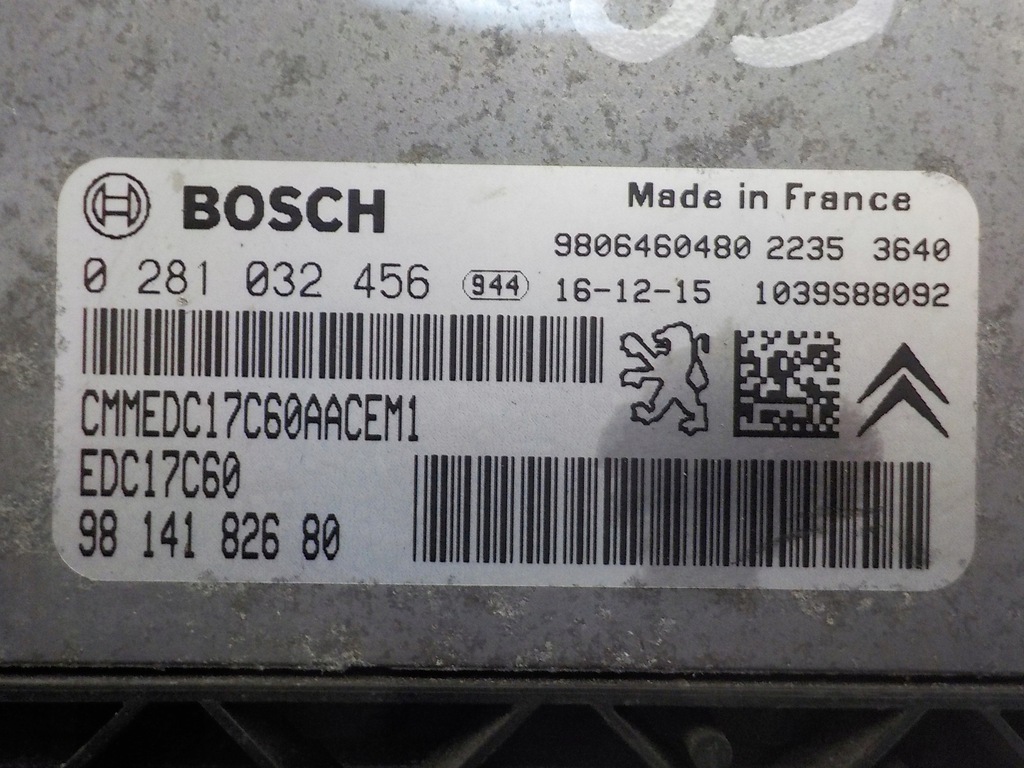 BOSCH
Made in France
9806460480 2235 3640
0 281 032 456 944 16-12-15 1039S88092
CMMEDC17C60AACEM1
EDC17C60
98 141 826 80